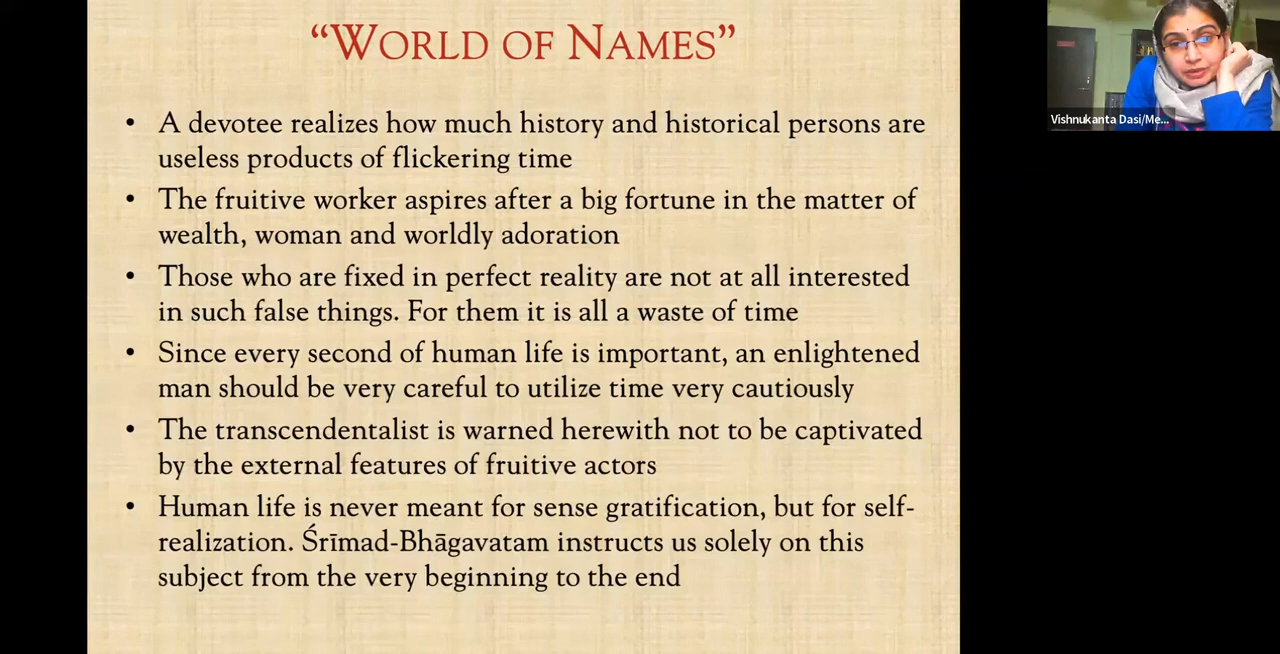 “WORLD OF NAMES”
• A devotee realizes how much history and historical persons are
useless products of flickering time
• The fruitive worker aspires after a big fortune in the matter of
wealth, woman and worldly adoration
• Those who are fixed in perfect reality are not at all interested
in such false things. For them it is all a waste of time
• Since every second of human life is important, an enlightened
man should be very careful to utilize time very cautiously
• The transcendentalist is warned herewith not to be captivated
by the external features of fruitive actors
• Human life is never meant for sense gratification, but for self-
realization. Śrīmad-Bhāgavatam instructs us solely on this
subject from the very beginning to the end
Vishnukanta Dasi/Me...